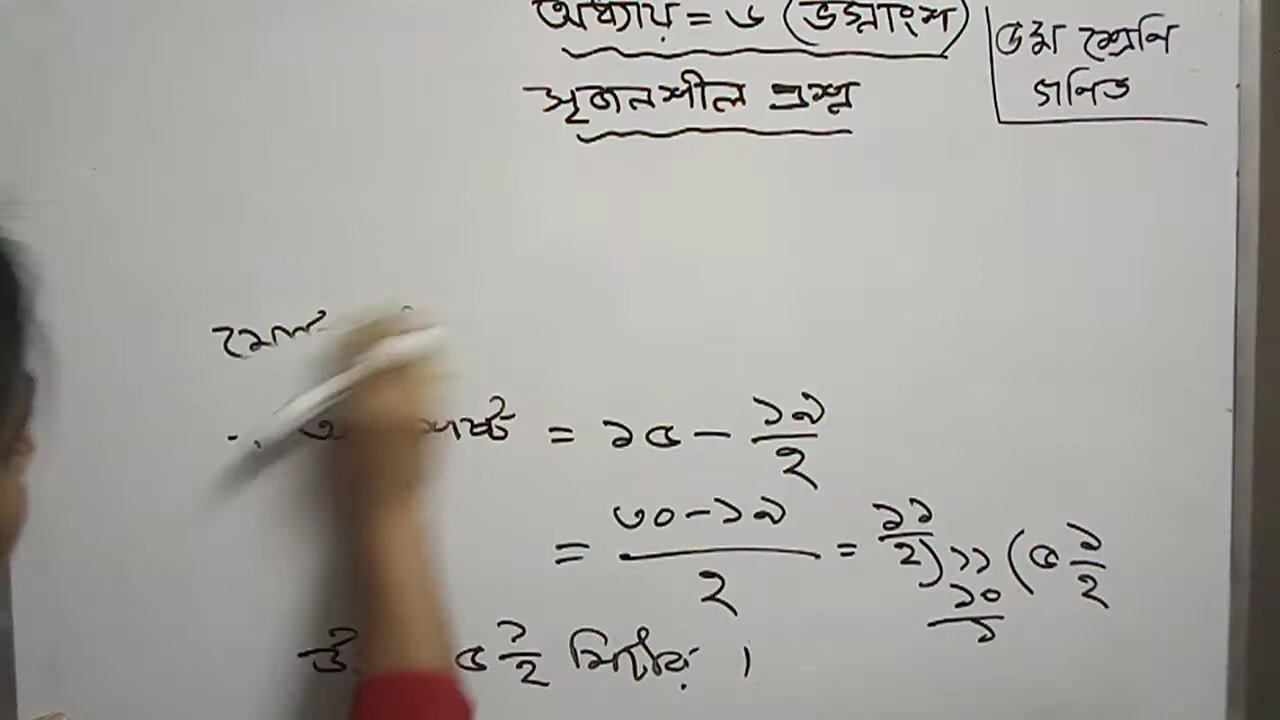 অধ্যায় = ৬ (ভগ্নাংশ)
সৃজনশীল প্রশ্ন
৬ষ্ঠ শ্রেনি
গনিত
= ১৫ - ১৯/২
= ৩০-১৯/২ = ১১/২
২)১১(৫ ১/২
১০
১
উ: ৫ ১/২ মিটার ।